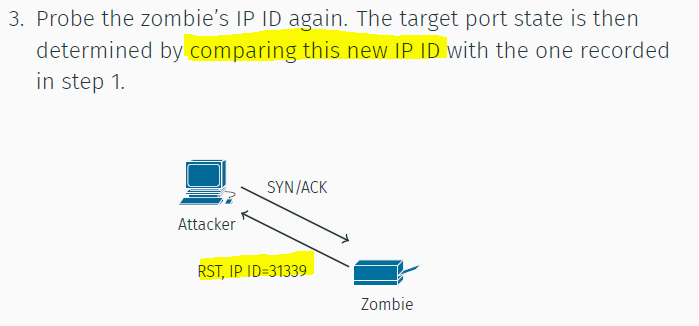 3. Probe the zombie’s IP ID again. The target port state is then
determined by comparing this new IP ID with the one recorded
in step 1.
SYN/ACK
Attacker
RST, IP ID=31339
Zombie